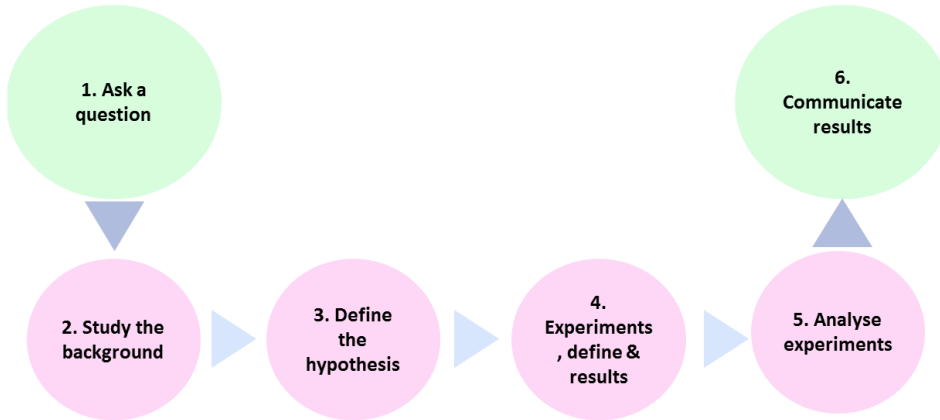 1. Ask a
question
2. Study the
background
3. Define
the
hypothesis
4.
Experiments
, define &
results
5. Analyse
experiments
6.
Communicate
results